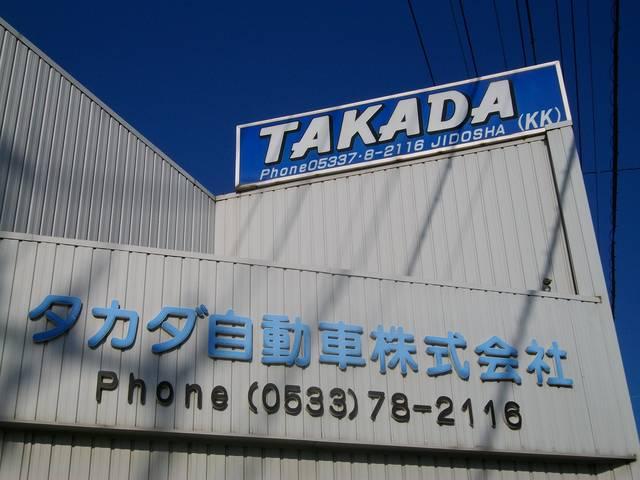 TAKADA
Phone05337・8-2116 JIDOSHA (KK)
タカダ自動車株式会社
Phone (0533) 78-2116